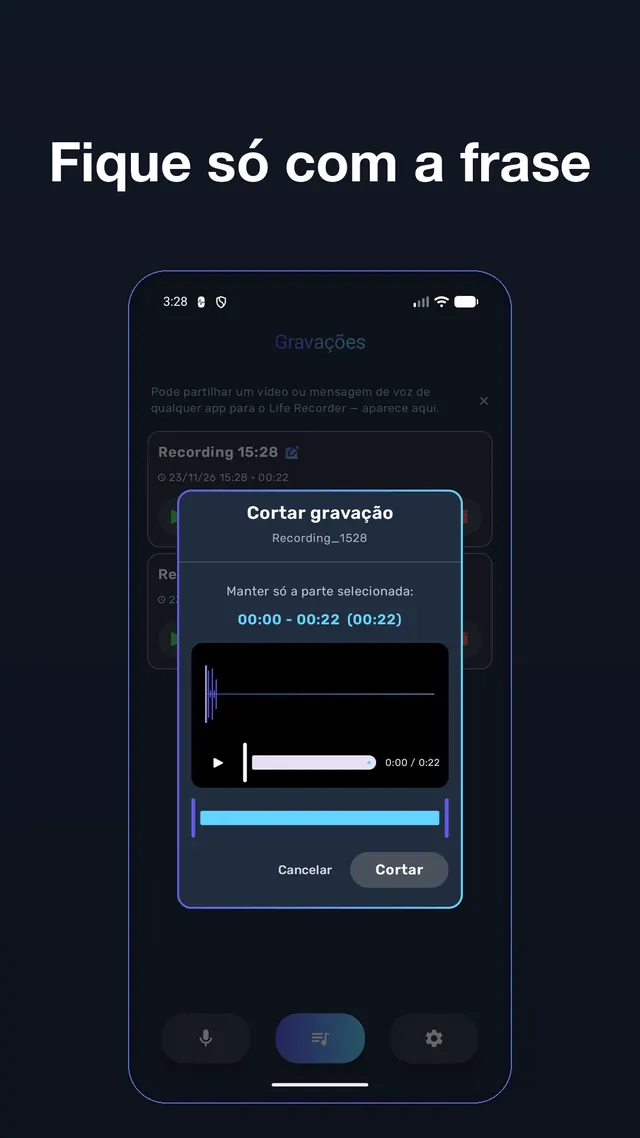 Fique só com a frase
3:28
Gravações
Pode partilhar um vídeo ou mensagem de voz de
qualquer app para o Life Recorder — aparece aqui.
Recording 15:28
23/11/26 15:28 • 00:22
Cortar gravação
Recording_1528
Re
23
Manter só a parte selecionada:
00:00 - 00:22 (00:22)
0:00 / 0:22
Cancelar
Cortar